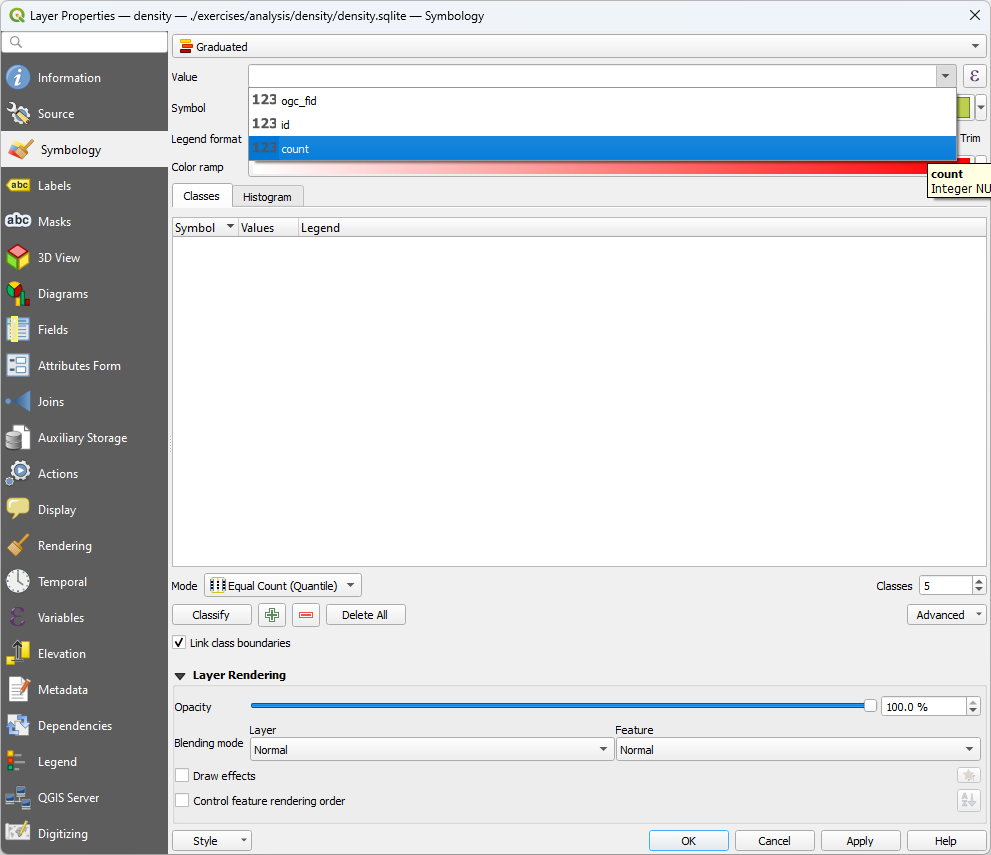 Layer Properties — density — ./exercises/analysis/density/density.sqlite — Symbology
Information
Source
Symbology
Labels
Masks
3D View
Diagrams
Fields
Attributes Form
Joins
Auxiliary Storage
Actions
Display
Rendering
Temporal
Variables
Elevation
Metadata
Dependencies
Legend
QGIS Server
Digitizing
Graduated
Value ε
123 ogc_fid
Symbol
123 id
Legend format Trim
123 count
Color ramp
count
Integer NU
Classes Histogram
Symbol Values Legend
Mode Equal Count (Quantile) Classes 5
Classify Delete All Advanced
Link class boundaries
Layer Rendering
Opacity 100.0 %
Layer Feature
Blending mode Normal Normal
Draw effects
Control feature rendering order
Style OK Cancel Apply Help